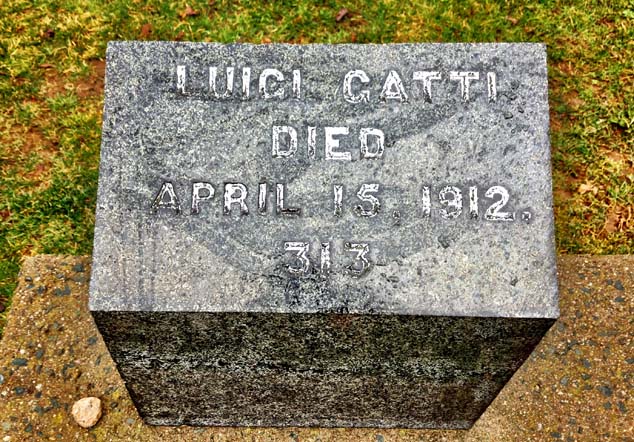 LUIGI GATTI
DIED
APRIL 15, 1912.
313